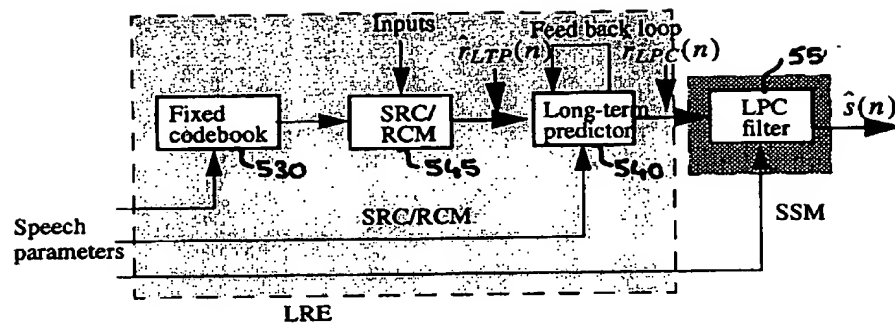 Inputs
Feed back loop
r̂LTP(n)
r̂LPC(n)
55
Fixed
codebook
SRC/
RCM
Long-term
predictor
LPC
filter
ŝ(n)
530
545
540
SRC/RCM
SSM
Speech
parameters
LRE